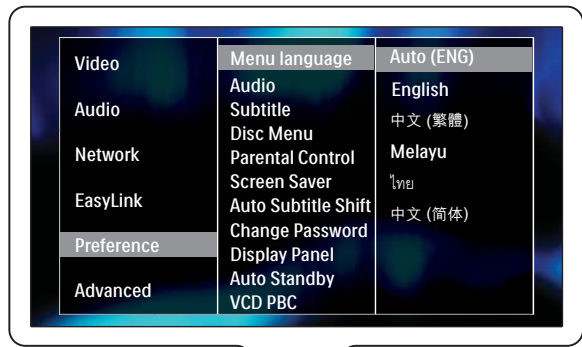 Video
Audio
Network
EasyLink
Preference
Advanced
Menu language
Audio
Subtitle
Disc Menu
Parental Control
Screen Saver
Auto Subtitle Shift
Change Password
Display Panel
Auto Standby
VCD PBC
Auto (ENG)
English
中文 (繁體)
Melayu
ไทย
中文 (简体)